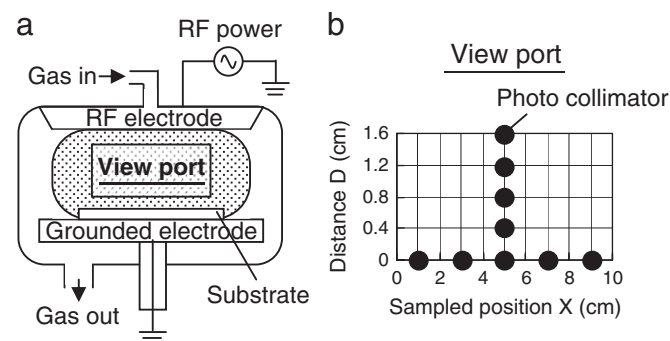 a
RF power
Gas in
RF electrode
View port
Grounded electrode
Substrate
Gas out
b
View port
Photo collimator
Distance D (cm)
1.6
1.2
0.8
0.4
0
0 2 4 6 8 10
Sampled position X (cm)